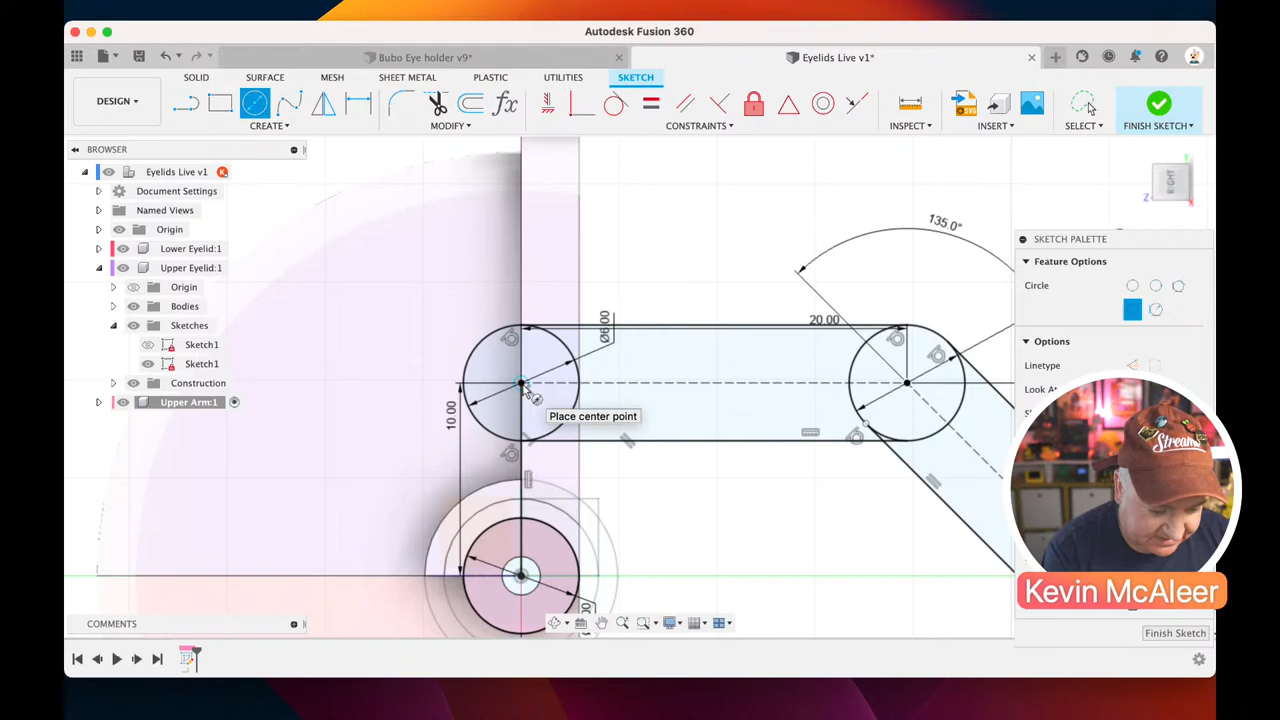 Autodesk Fusion 360
Bubo Eye holder v9*
Eyelids Live v1*
DESIGN
SOLID
SURFACE
MESH
SHEET METAL
PLASTIC
UTILITIES
SKETCH
CREATE
MODIFY
CONSTRAINTS
INSPECT
INSERT
SELECT
FINISH SKETCH
BROWSER
Eyelids Live v1
Document Settings
Named Views
Origin
Lower Eyelid:1
Upper Eyelid:1
Origin
Bodies
Sketches
Sketch1
Sketch1
Construction
Upper Arm:1
RIGHT
Z
135.0°
20.00
Ø6.00
10.00
Place center point
SKETCH PALETTE
Feature Options
Circle
Options
Linetype
Look At
Streams
Kevin McAleer
Finish Sketch
COMMENTS